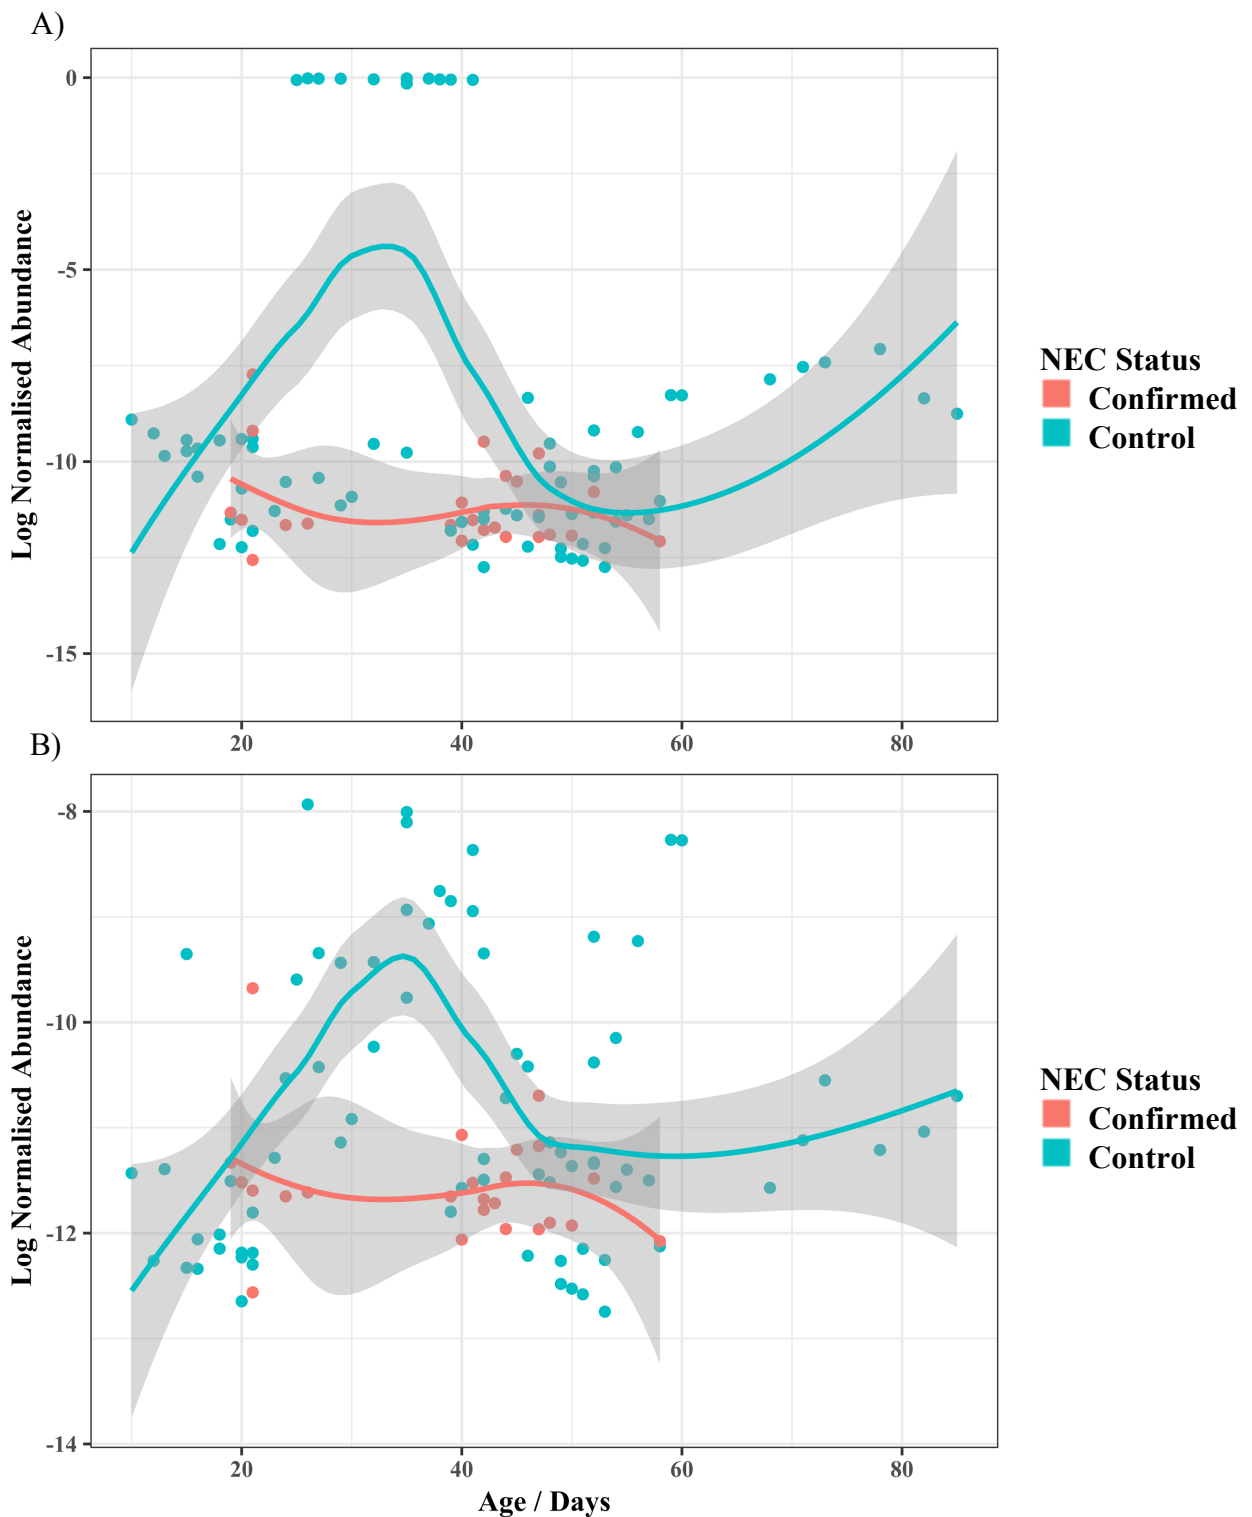 A)
0
-5
-10
-15
Log Normalised Abundance
20
40
60
80
NEC Status
Confirmed
Control
B)
-8
-10
-12
-14
Log Normalised Abundance
20
40
60
80
Age / Days
NEC Status
Confirmed
Control